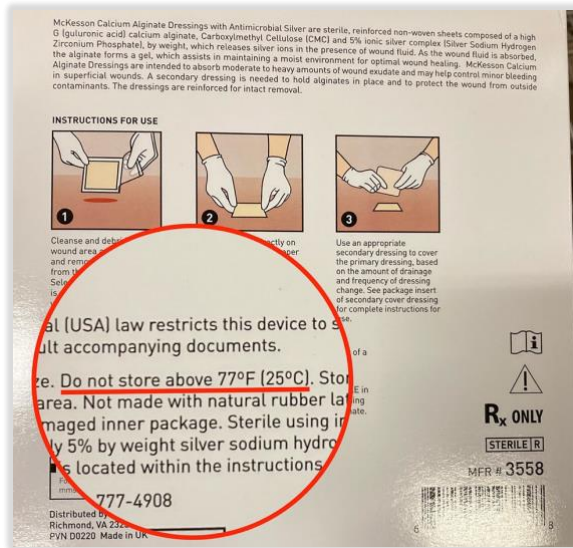 McKesson Calcium Alginate Dressings with Antimicrobial Silver are sterile, reinforced non-woven sheets composed of a high
G (guluronic acid) calcium alginate, Carboxylmethyl Cellulose (CMC) and 5% ionic silver complex (Silver Sodium Hydrogen
Zirconium Phosphate), by weight, which releases silver ions in the presence of wound fluid. As the wound fluid is absorbed,
the alginate forms a gel, which assists in maintaining a moist environment for optimal wound healing. McKesson Calcium
Alginate Dressings are intended to absorb moderate to heavy amounts of wound exudate and may help control minor bleeding
in superficial wounds. A secondary dressing is needed to hold alginates in place and to protect the wound from outside
contaminants. The dressings are reinforced for intact removal.
INSTRUCTIONS FOR USE
1
2
3
Cleanse and
wound area
and
from
on
Use an appropriate
secondary dressing to cover
the primary dressing, based
on the amount of drainage
and frequency of dressing
change. See package insert
of secondary cover dressing
for complete instructions for
use.
of a
E in
al (USA) law restricts this device to s
ult accompanying documents.
ze. Do not store above 77°F (25°C). Stor
area. Not made with natural rubber lat
maged inner package. Sterile using ir
ly 5% by weight silver sodium hydro
is located within the instructions
777-4908
Rx ONLY
STERILE R
MFR # 3558
Distributed by
Richmond, VA
PVN D0220 Made in UK
6
8